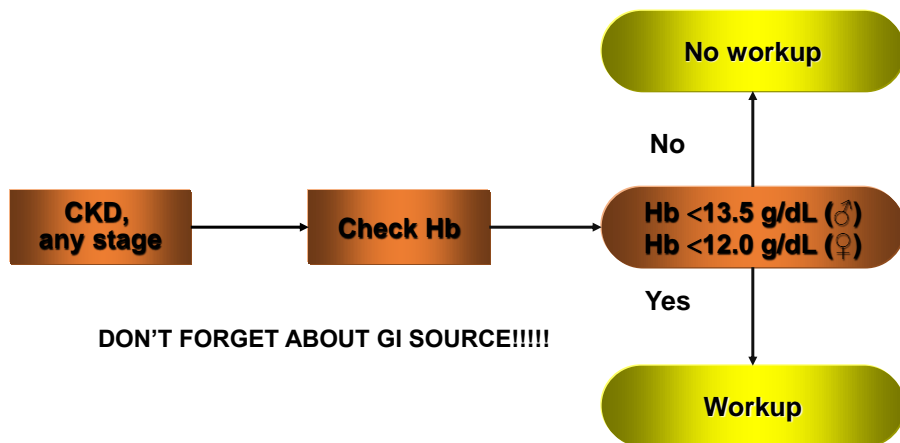 No workup
No
CKD,
any stage
Check Hb
Hb <13.5 g/dL (♂)
Hb <12.0 g/dL (♀)
Yes
DON’T FORGET ABOUT GI SOURCE!!!!!
Workup